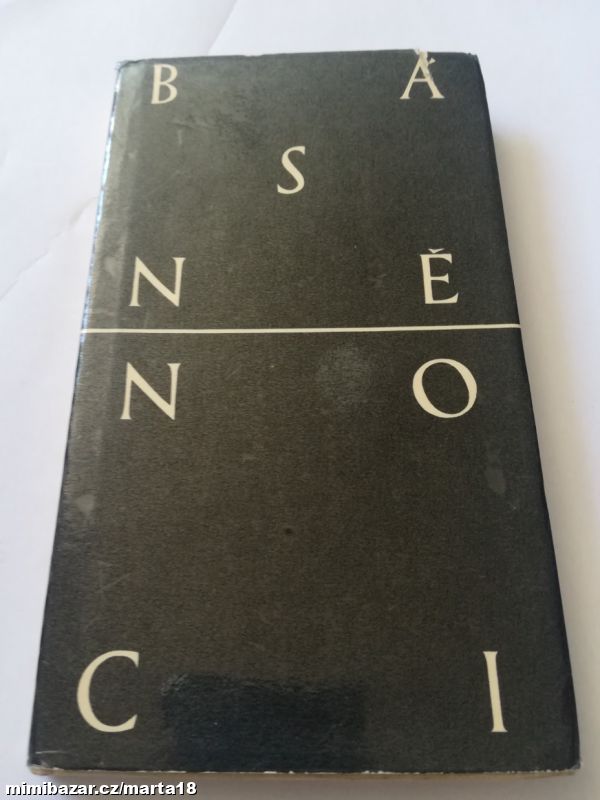 B Á
S
N Ě
N O
C I
mimibazar.cz/marta18